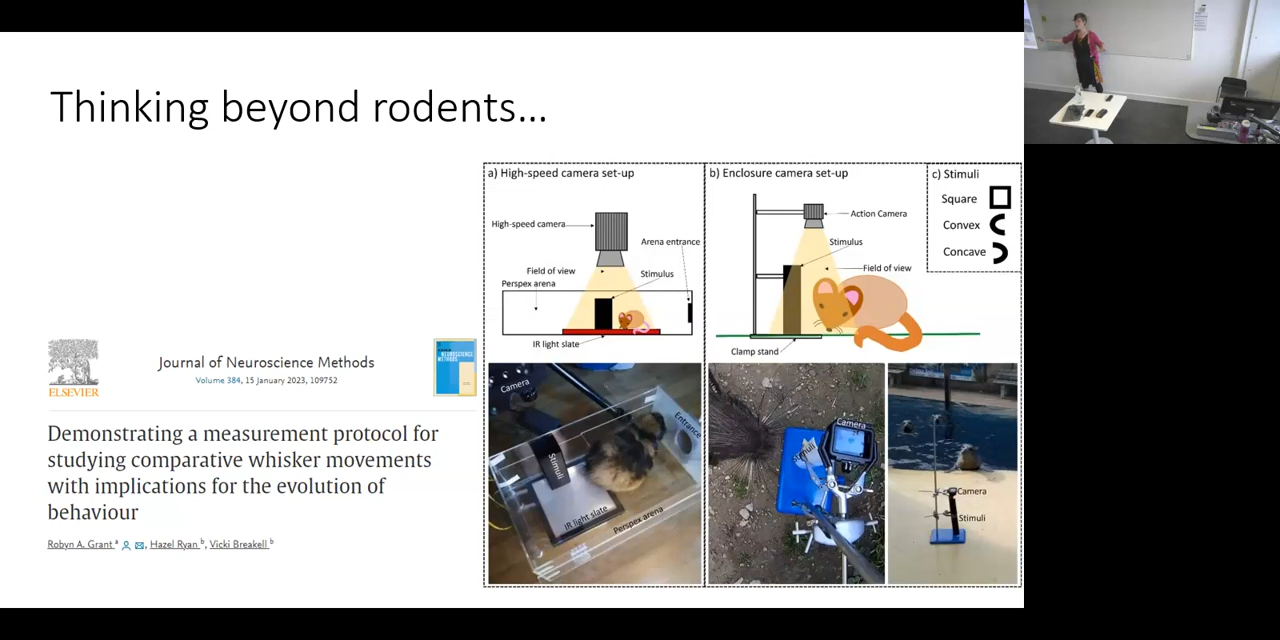 Thinking beyond rodents...
a) High-speed camera set-up
High-speed camera
Arena entrance
Field of view
Stimulus
Perspex arena
IR light slate
b) Enclosure camera set-up
Action Camera
Stimulus
Field of view
Clamp stand
c) Stimuli
Square
Convex
Concave
ELSEVIER
Journal of Neuroscience Methods
Volume 384, 15 January 2023, 109752
NEUROSCIENCE
METHODS
Demonstrating a measurement protocol for
studying comparative whisker movements
with implications for the evolution of
behaviour
Robyn A. Grant a, Hazel Ryan b, Vicki Breakell b
Camera
Entrance
Stimuli
IR light slate
Perspex arena
Camera
Stimuli
Camera
Stimuli